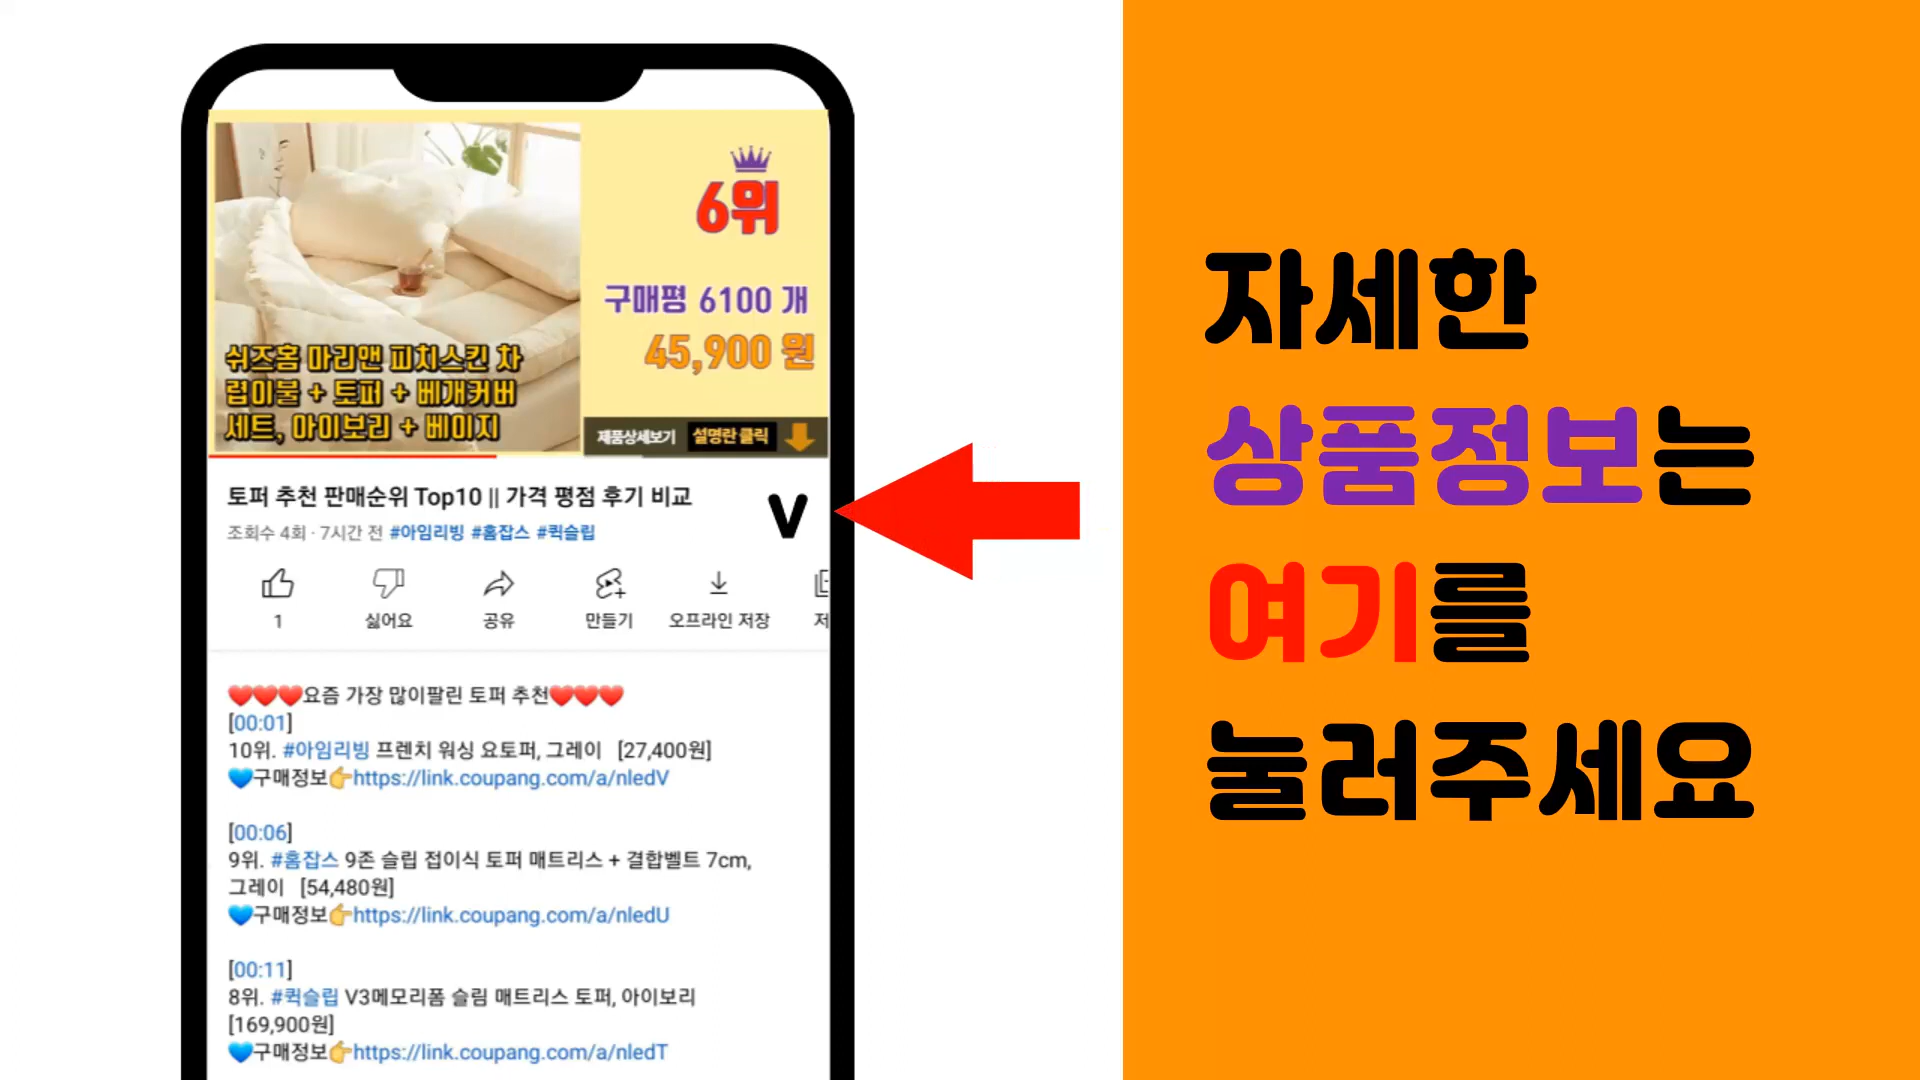 6위
구매평 6100 개
45,900 원
쉬즈홈 마리앤 피치스킨 차
렵이불 + 토퍼 + 베개커버
세트, 아이보리 + 베이지
제품상세보기 설명란 클릭
토퍼 추천 판매순위 Top10 || 가격 평점 후기 비교
V
조회수 4회 · 7시간 전 #아임리빙 #홈잡스 #퀵슬립
1 싫어요 공유 만들기 오프라인 저장 저
❤️❤️❤️요즘 가장 많이팔린 토퍼 추천❤️❤️❤️
[00:01]
10위. #아임리빙 프렌치 워싱 요토퍼, 그레이 [27,400원]
💙구매정보👉https://link.coupang.com/a/nledV
[00:06]
9위. #홈잡스 9존 슬립 접이식 토퍼 매트리스 + 결합벨트 7cm,
그레이 [54,480원]
💙구매정보👉https://link.coupang.com/a/nledU
[00:11]
8위. #퀵슬립 V3메모리폼 슬림 매트리스 토퍼, 아이보리
[169,900원]
💙구매정보👉https://link.coupang.com/a/nledT
자세한
상품정보는
여기를
눌러주세요